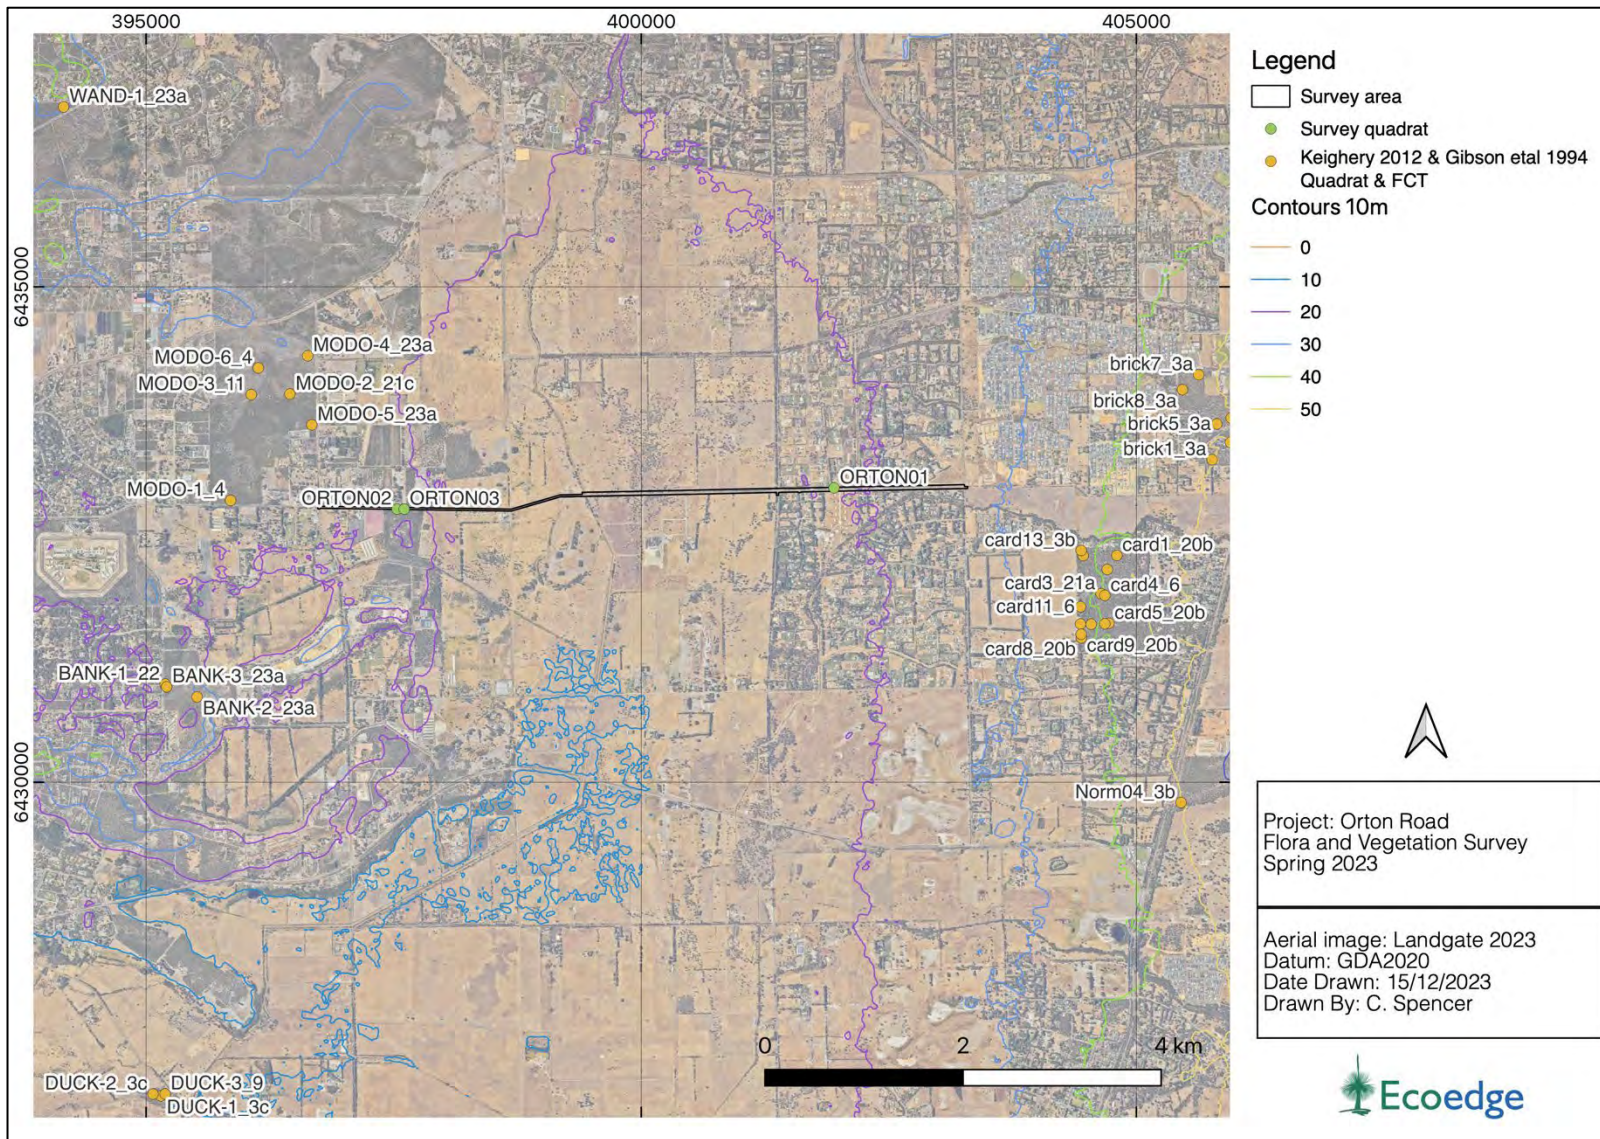 395000
400000
405000
6435000
6430000
WAND-1_23a
MODO-4_23a
MODO-6_4
MODO-3_11
MODO-2_21c
MODO-5_23a
MODO-1_4
ORTON02
ORTON03
ORTON01
brick7_3a
brick8_3a
brick5_3a
brick1_3a
card13_3b
card1_20b
card3_21a
card4_6
card11_6
card5_20b
card8_20b
card9_20b
BANK-1_22
BANK-3_23a
BANK-2_23a
Norm04_3b
DUCK-2_3c
DUCK-3_9
DUCK-1_3c
0 2 4 km
Legend
Survey area
Survey quadrat
Keighery 2012 & Gibson etal 1994
Quadrat & FCT
Contours 10m
0
10
20
30
40
50
Project: Orton Road
Flora and Vegetation Survey
Spring 2023
Aerial image: Landgate 2023
Datum: GDA2020
Date Drawn: 15/12/2023
Drawn By: C. Spencer
Ecoedge